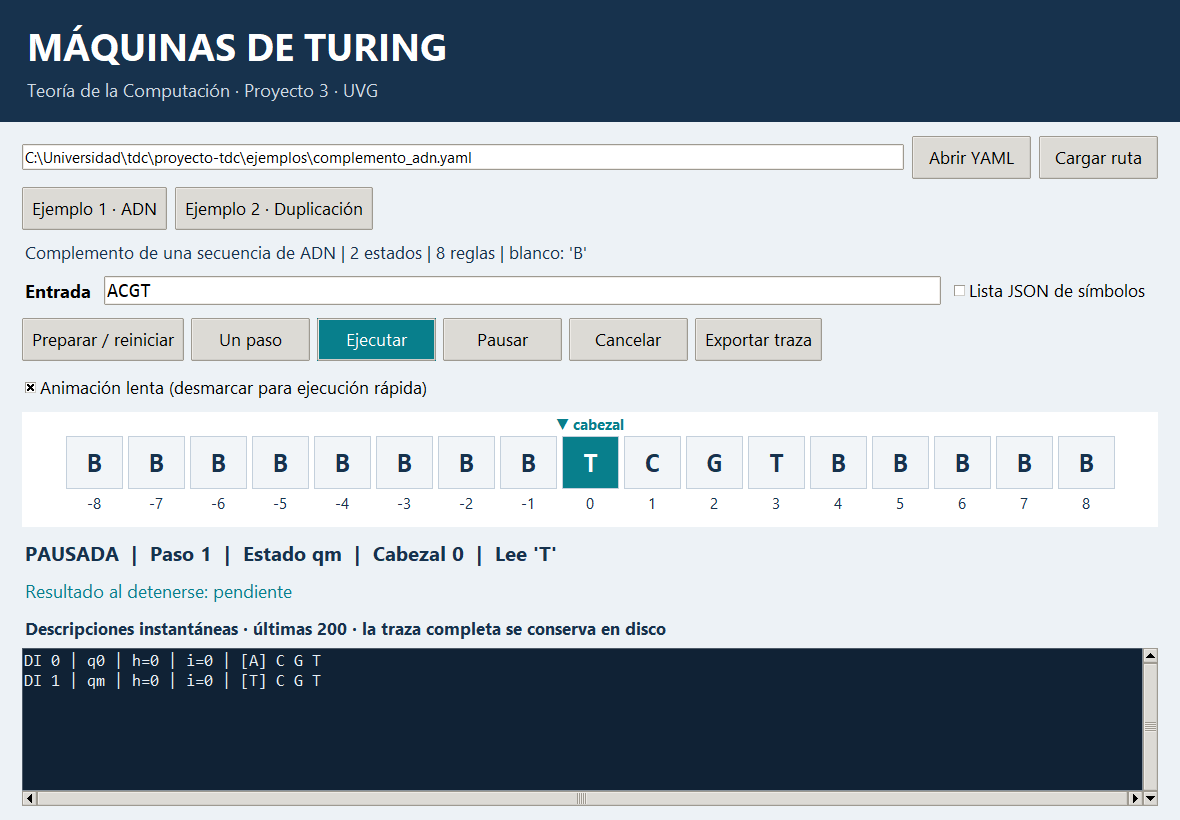 MÁQUINAS DE TURING
Teoría de la Computación · Proyecto 3 · UVG
C:\Universidad\tdc\proyecto-tdc\ejemplos\complemento_adn.yaml
Abrir YAML
Cargar ruta
Ejemplo 1 · ADN
Ejemplo 2 · Duplicación
Complemento de una secuencia de ADN | 2 estados | 8 reglas | blanco: 'B'
Entrada
ACGT
Lista JSON de símbolos
Preparar / reiniciar
Un paso
Ejecutar
Pausar
Cancelar
Exportar traza
Animación lenta (desmarcar para ejecución rápida)
▼ cabezal
B B B B B B B B T C G T B B B B B
-8 -7 -6 -5 -4 -3 -2 -1 0 1 2 3 4 5 6 7 8
PAUSADA | Paso 1 | Estado qm | Cabezal 0 | Lee 'T'
Resultado al detenerse: pendiente
Descripciones instantáneas · últimas 200 · la traza completa se conserva en disco
DI 0 | q0 | h=0 | i=0 | [A] C G T
DI 1 | qm | h=0 | i=0 | [T] C G T